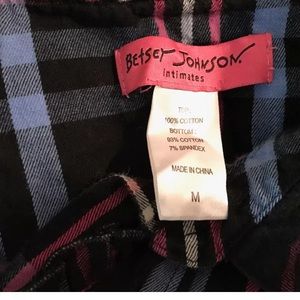 BETSEY JOHNSON.
intimates
TOP:
100% COTTON
BOTTOM:
93% COTTON
7% SPANDEX
MADE IN CHINA
M